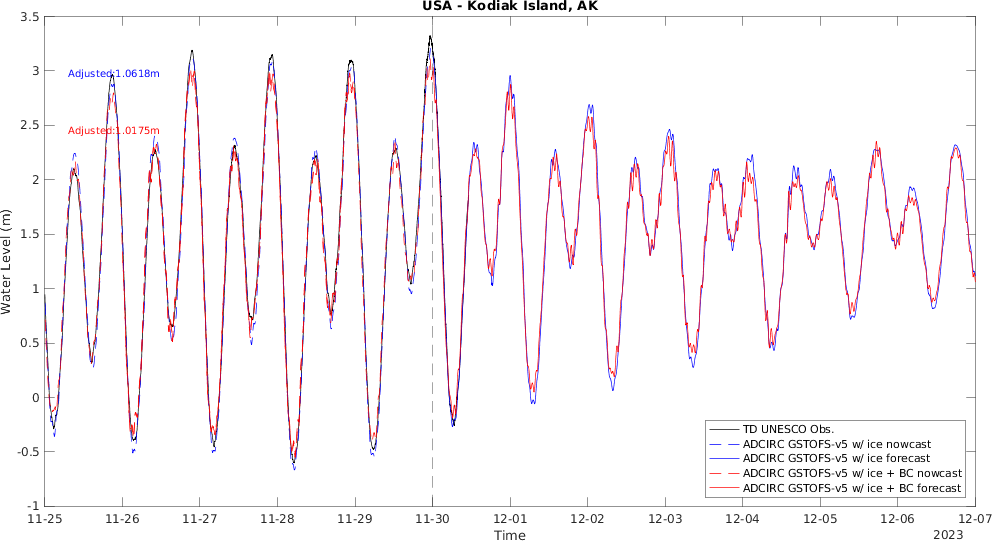 USA - Kodiak Island, AK
3.5
3
2.5
2
1.5
1
0.5
0
-0.5
-1
Water Level (m)
Adjusted:1.0618m
Adjusted:1.0175m
TD UNESCO Obs.
ADCIRC GSTOFS-v5 w/ ice nowcast
ADCIRC GSTOFS-v5 w/ ice forecast
ADCIRC GSTOFS-v5 w/ ice + BC nowcast
ADCIRC GSTOFS-v5 w/ ice + BC forecast
11-25 11-26 11-27 11-28 11-29 11-30 12-01 12-02 12-03 12-04 12-05 12-06 12-07
Time
2023